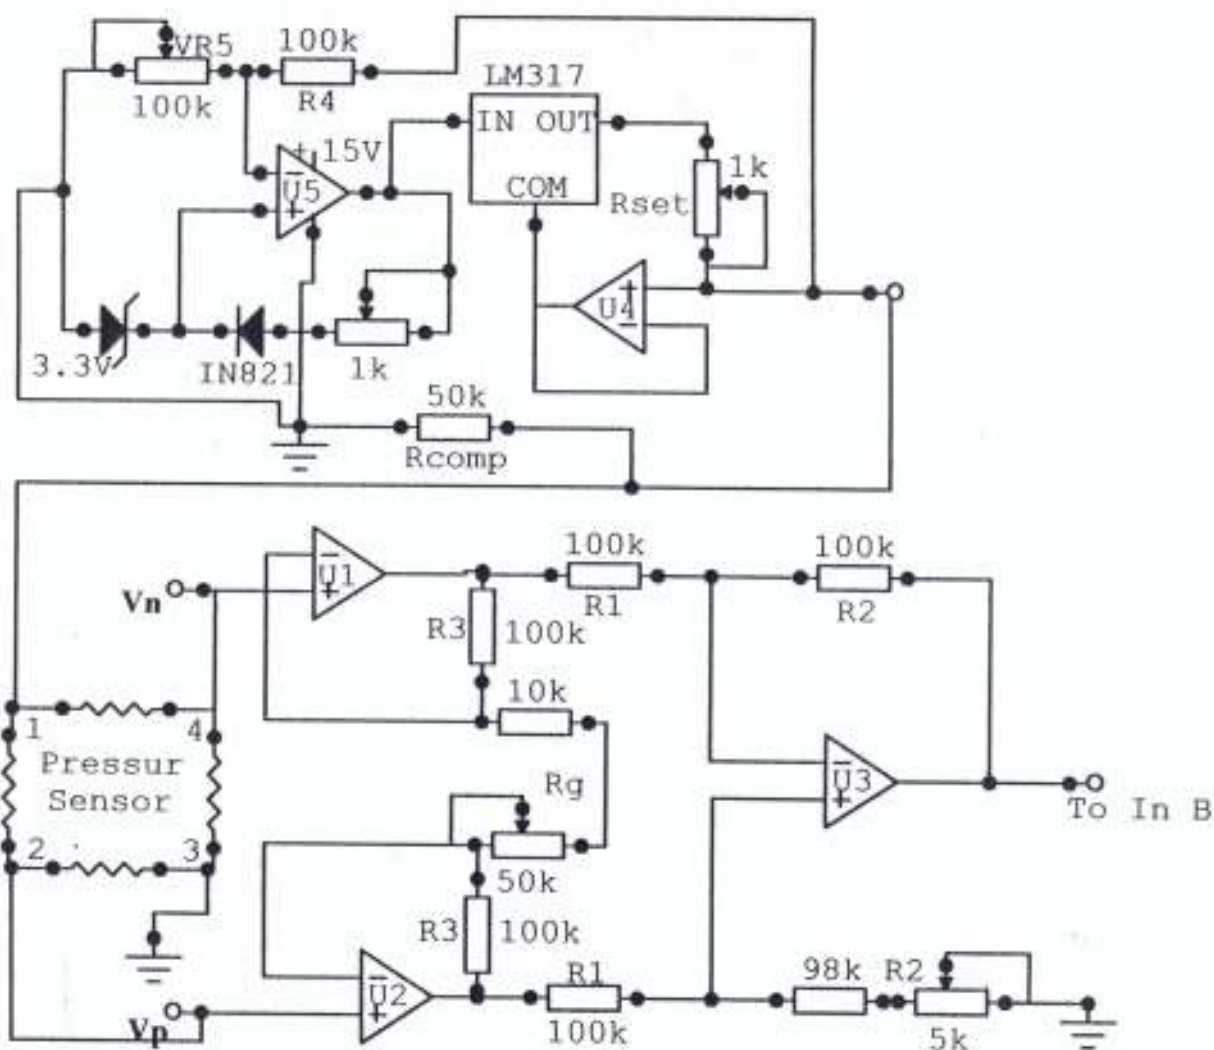 VR5
100k
100k
R4
LM317
IN OUT
COM
+ 15V
U5
1k
Rset
U4
3.3V
IN821
1k
50k
Rcomp
Vn
U1
100k
R1
100k
R2
R3
100k
10k
1
4
Pressur
Sensor
2
3
Rg
50k
U3
To In B
R3
100k
R1
100k
U2
Vp
98k
R2
5k